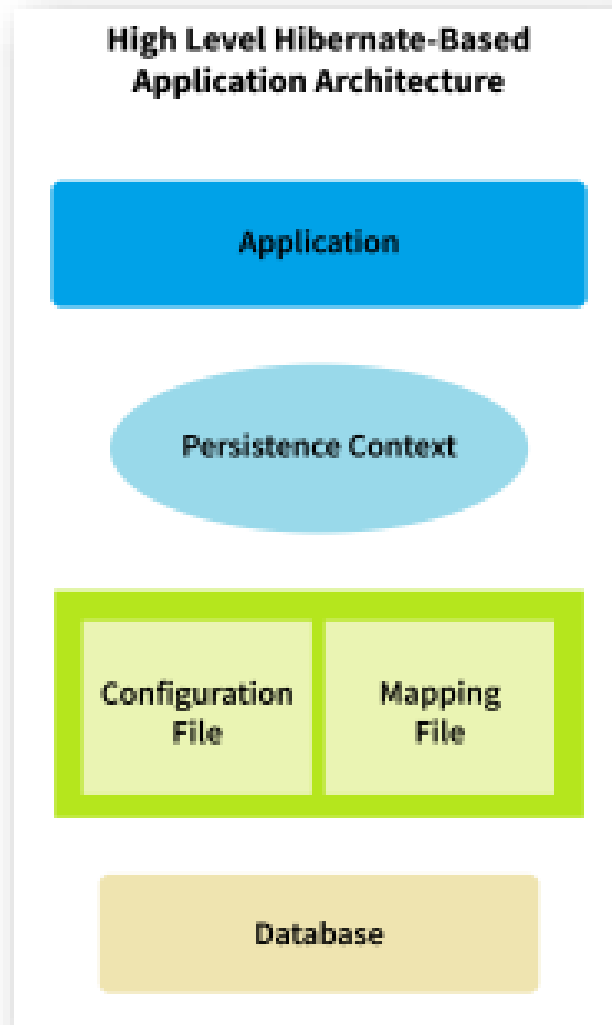 High Level Hibernate-Based
Application Architecture
Application
Persistence Context
Configuration
File
Mapping
File
Database